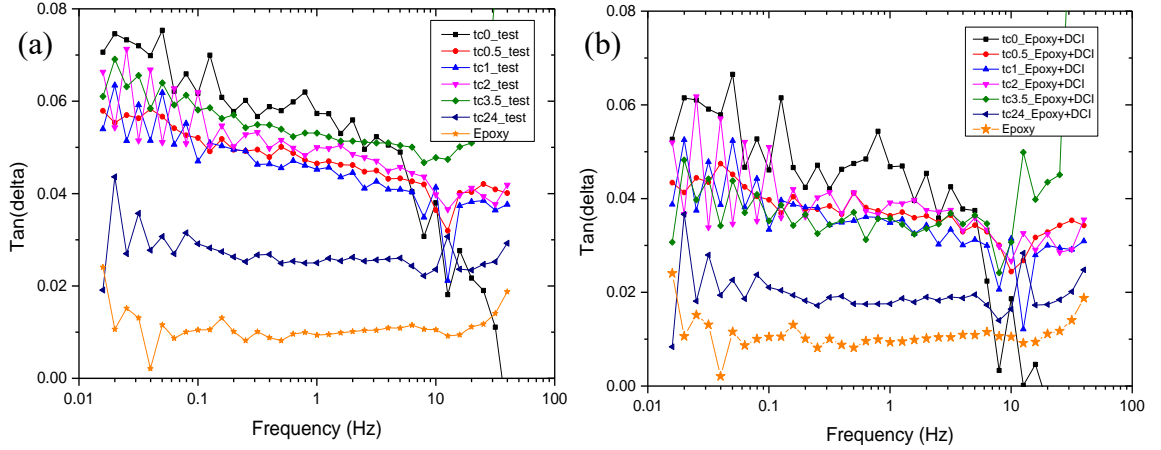 (a)
0.08
0.06
0.04
0.02
0.00
Tan(delta)
0.01
0.1
1
10
100
Frequency (Hz)
tc0_test
tc0.5_test
tc1_test
tc2_test
tc3.5_test
tc24_test
Epoxy
(b)
0.08
0.06
0.04
0.02
0.00
Tan(delta)
0.01
0.1
1
10
100
Frequency (Hz)
tc0_Epoxy+DCI
tc0.5_Epoxy+DCI
tc1_Epoxy+DCI
tc2_Epoxy+DCI
tc3.5_Epoxy+DCI
tc24_Epoxy+DCI
Epoxy